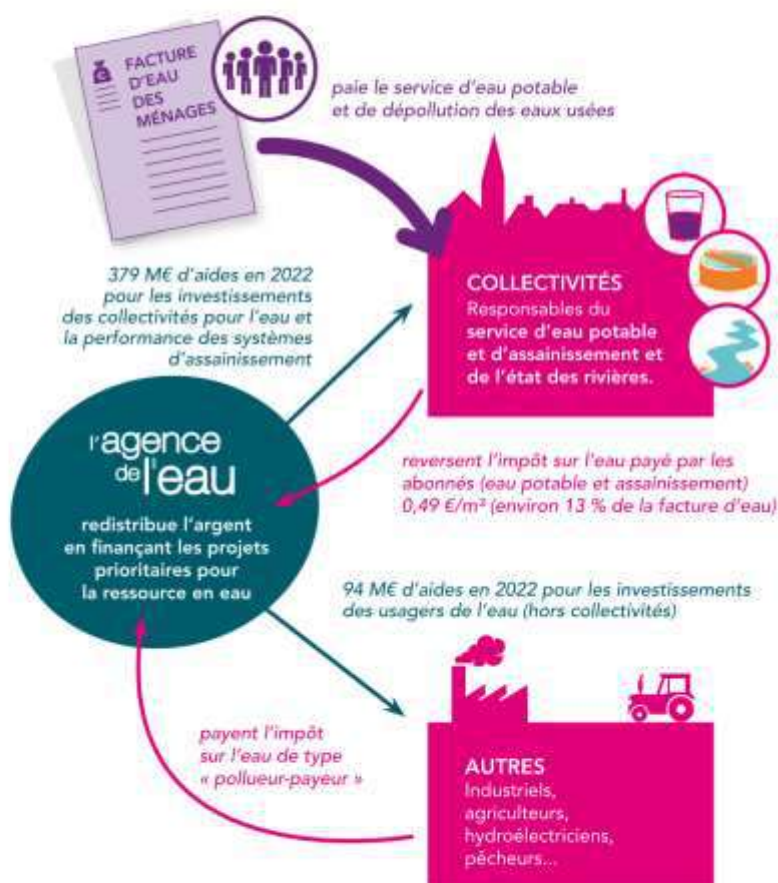 FACTURE
D'EAU
DES
MÉNAGES
paie le service d'eau potable
et de dépollution des eaux usées
379 M€ d'aides en 2022
pour les investissements
des collectivités pour l'eau et
la performance des systèmes
d'assainissement
COLLECTIVITÉS
Responsables du
service d'eau potable
et d'assainissement et
de l'état des rivières.
l'agence
de l'eau
redistribue l'argent
en finançant les projets
prioritaires pour
la ressource en eau
reversent l'impôt sur l'eau payé par les
abonnés (eau potable et assainissement)
0,49 €/m³ (environ 13 % de la facture d'eau)
94 M€ d'aides en 2022 pour les investissements
des usagers de l'eau (hors collectivités)
payent l'impôt
sur l'eau de type
« pollueur-payeur »
AUTRES
Industriels,
agriculteurs,
hydroélectriciens,
pêcheurs...